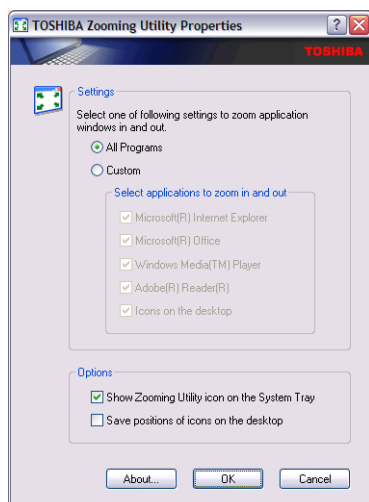 TOSHIBA Zooming Utility Properties
TOSHIBA
Settings
Select one of following settings to zoom application
windows in and out.
All Programs
Custom
Select applications to zoom in and out
Microsoft(R) Internet Explorer
Microsoft(R) Office
Windows Media(TM) Player
Adobe(R) Reader(R)
Icons on the desktop
Options
Show Zooming Utility icon on the System Tray
Save positions of icons on the desktop
About... OK Cancel